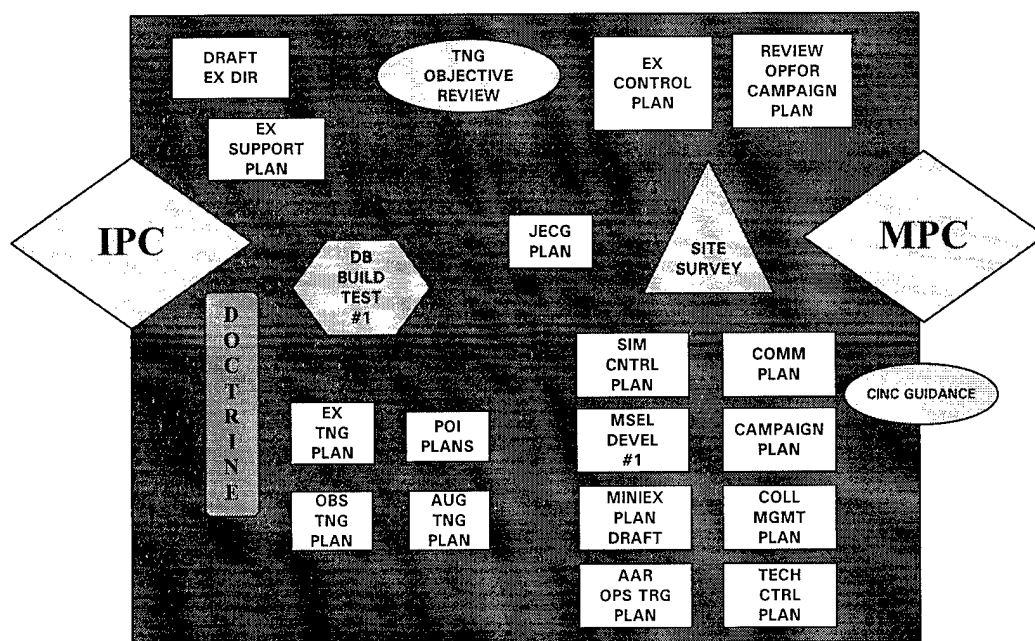 DRAFT
EX DIR
TNG
OBJECTIVE
REVIEW
EX
CONTROL
PLAN
REVIEW
OPFOR
CAMPAIGN
PLAN
EX
SUPPORT
PLAN
IPC
DB
BUILD
TEST
#1
JECG
PLAN
SITE
SURVEY
MPC
DOCTRINE
SIM
CNTRL
PLAN
COMM
PLAN
CINC GUIDANCE
EX
TNG
PLAN
POI
PLANS
MSEL
DEVEL
#1
CAMPAIGN
PLAN
OBS
TNG
PLAN
AUG
TNG
PLAN
MINIEX
PLAN
DRAFT
COLL
MGMT
PLAN
AAR
OPS TRG
PLAN
TECH
CTRL
PLAN